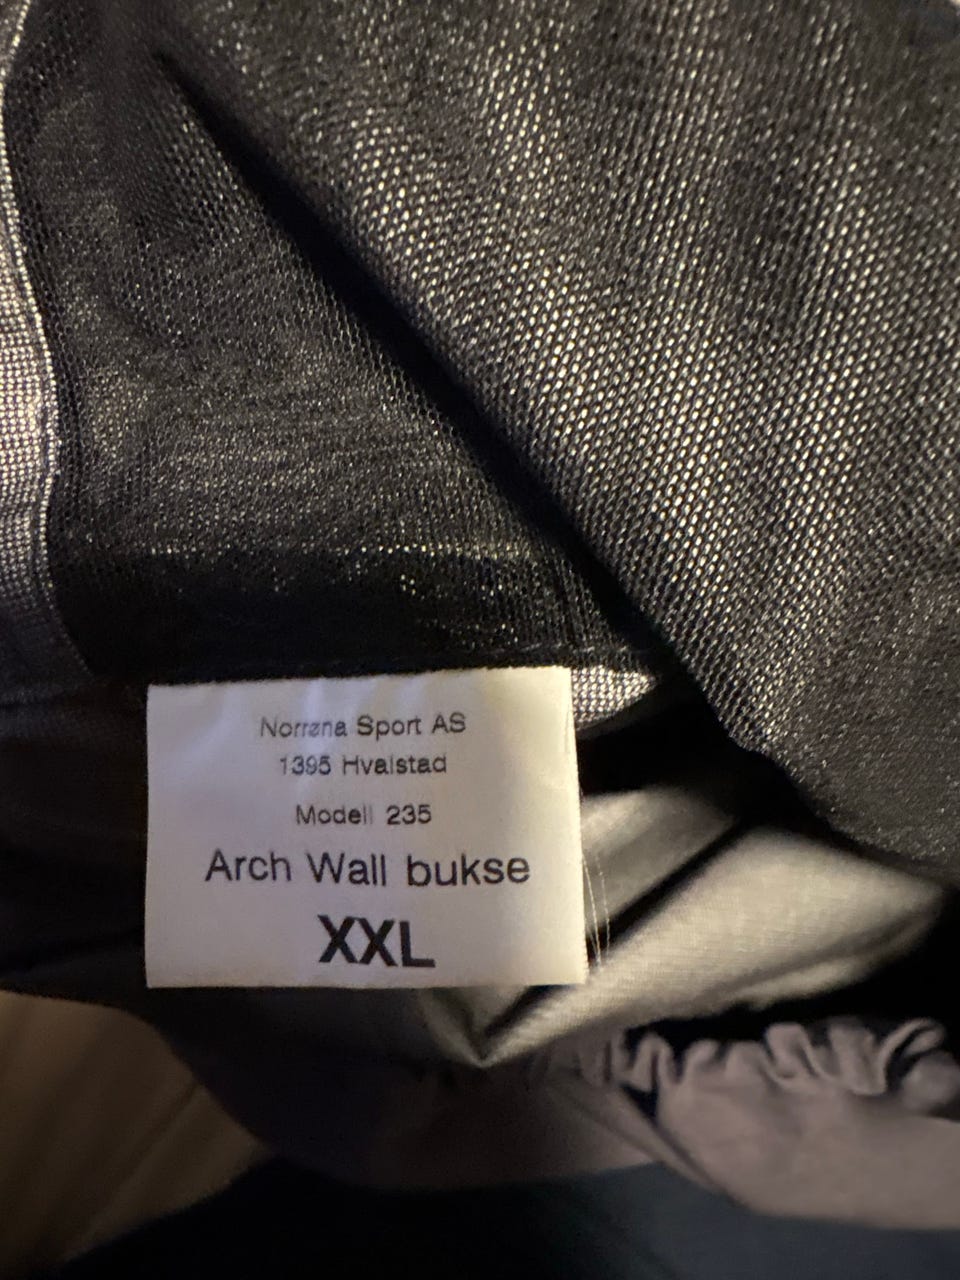 Norrøna Sport AS
1395 Hvalstad
Modell 235
Arch Wall bukse
XXL